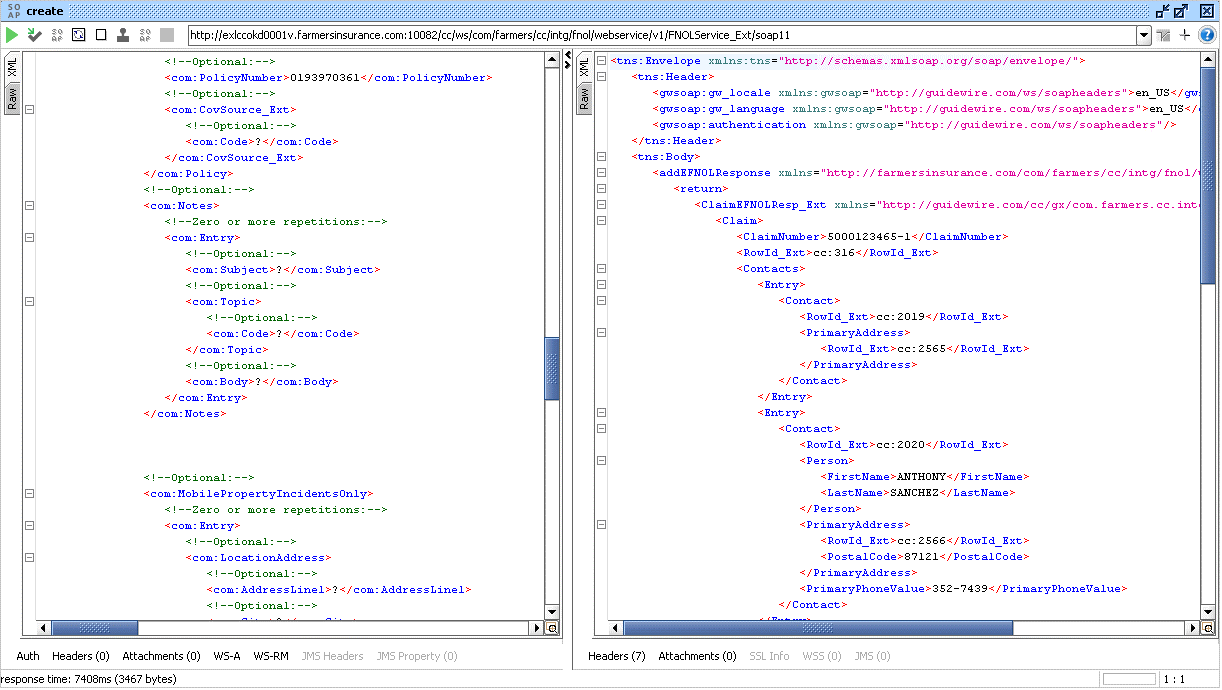 create
http://exlccokd0001v.farmersinsurance.com:10082/cc/ws/com/farmers/cc/intg/fnol/webservice/v1/FNOLService_Ext/soap11
XML
Raw
<!--Optional:-->
<com:PolicyNumber>0193970361</com:PolicyNumber>
<!--Optional:-->
<com:CovSource_Ext>
<!--Optional:-->
<com:Code>?</com:Code>
</com:CovSource_Ext>
</com:Policy>
<!--Optional:-->
<com:Notes>
<!--Zero or more repetitions:-->
<com:Entry>
<!--Optional:-->
<com:Subject>?</com:Subject>
<!--Optional:-->
<com:Topic>
<!--Optional:-->
<com:Code>?</com:Code>
</com:Topic>
<!--Optional:-->
<com:Body>?</com:Body>
</com:Entry>
</com:Notes>
<!--Optional:-->
<com:MobilePropertyIncidentsOnly>
<!--Zero or more repetitions:-->
<com:Entry>
<!--Optional:-->
<com:LocationAddress>
<!--Optional:-->
<com:AddressLine1>?</com:AddressLine1>
<!--Optional:-->
XML
Raw
<tns:Envelope xmlns:tns="http://schemas.xmlsoap.org/soap/envelope/">
<tns:Header>
<gwsoap:gw_locale xmlns:gwsoap="http://guidewire.com/ws/soapheaders">en_US</gws
<gwsoap:gw_language xmlns:gwsoap="http://guidewire.com/ws/soapheaders">en_US</
<gwsoap:authentication xmlns:gwsoap="http://guidewire.com/ws/soapheaders"/>
</tns:Header>
<tns:Body>
<addEFNOLResponse xmlns="http://farmersinsurance.com/com/farmers/cc/intg/fnol/
<return>
<ClaimEFNOLResp_Ext xmlns="http://guidewire.com/cc/gx/com.farmers.cc.int
<Claim>
<ClaimNumber>5000123465-1</ClaimNumber>
<RowId_Ext>cc:316</RowId_Ext>
<Contacts>
<Entry>
<Contact>
<RowId_Ext>cc:2019</RowId_Ext>
<PrimaryAddress>
<RowId_Ext>cc:2565</RowId_Ext>
</PrimaryAddress>
</Contact>
</Entry>
<Entry>
<Contact>
<RowId_Ext>cc:2020</RowId_Ext>
<Person>
<FirstName>ANTHONY</FirstName>
<LastName>SANCHEZ</LastName>
</Person>
<PrimaryAddress>
<RowId_Ext>cc:2566</RowId_Ext>
<PostalCode>87121</PostalCode>
</PrimaryAddress>
<PrimaryPhoneValue>352-7439</PrimaryPhoneValue>
</Contact>
Auth Headers (0) Attachments (0) WS-A WS-RM JMS Headers JMS Property (0)
Headers (7) Attachments (0) SSL Info WSS (0) JMS (0)
response time: 7408ms (3467 bytes)
1 : 1